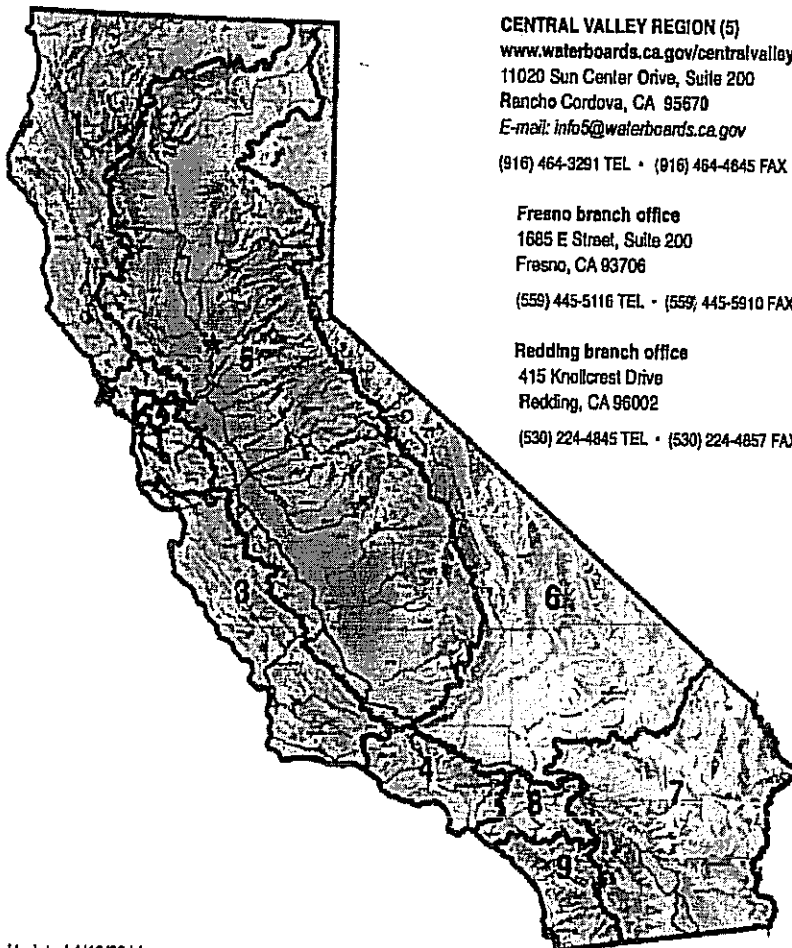 CENTRAL VALLEY REGION (5)
www.waterboards.ca.gov/centralvalley
11020 Sun Center Drive, Suite 200
Rancho Cordova, CA 95670
E-mail: info5@waterboards.ca.gov
(916) 464-3291 TEL • (916) 464-4645 FAX
Fresno branch office
1685 E Street, Suite 200
Fresno, CA 93706
(559) 445-5116 TEL • (559) 445-5910 FAX
Redding branch office
415 Knollcrest Drive
Redding, CA 96002
(530) 224-4845 TEL • (530) 224-4857 FAX
5
2
3
6
8
9